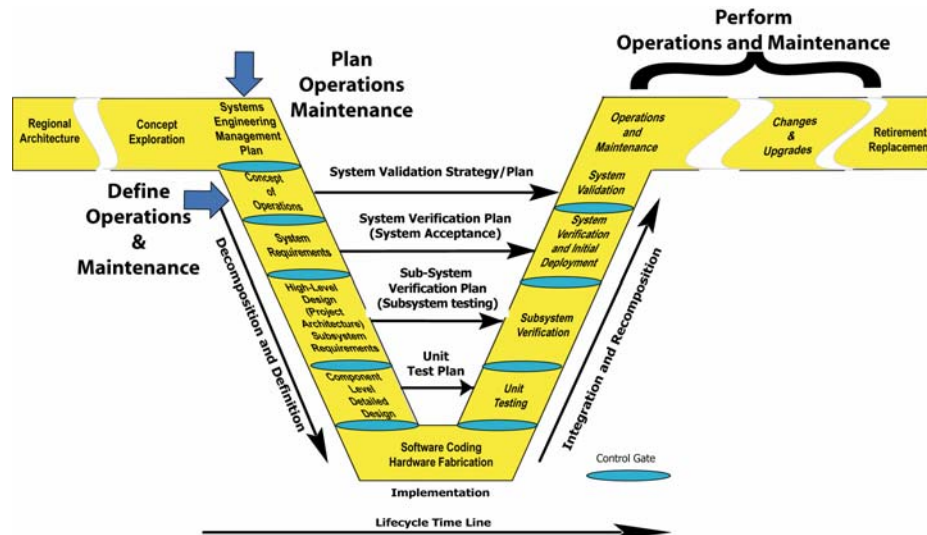 Perform
Operations and Maintenance
Plan
Operations
Maintenance
Regional
Architecture
Concept
Exploration
Systems
Engineering
Management
Plan
Operations
and
Maintenance
Changes
&
Upgrades
Retirement
Replacement
Define
Operations
&
Maintenance
Concept
of
Operations
System Validation Strategy/Plan
System
Validation
System
Requirements
System Verification Plan
(System Acceptance)
System
Verification
and Initial
Deployment
High-Level
Design
(Project
Architecture)
Subsystem
Requirements
Sub-System
Verification Plan
(Subsystem testing)
Subsystem
Verification
Component
Level
Detailed
Design
Unit
Test Plan
Unit
Testing
Decomposition and Definition
Integration and Recomposition
Software Coding
Hardware Fabrication
Control Gate
Implementation
Lifecycle Time Line